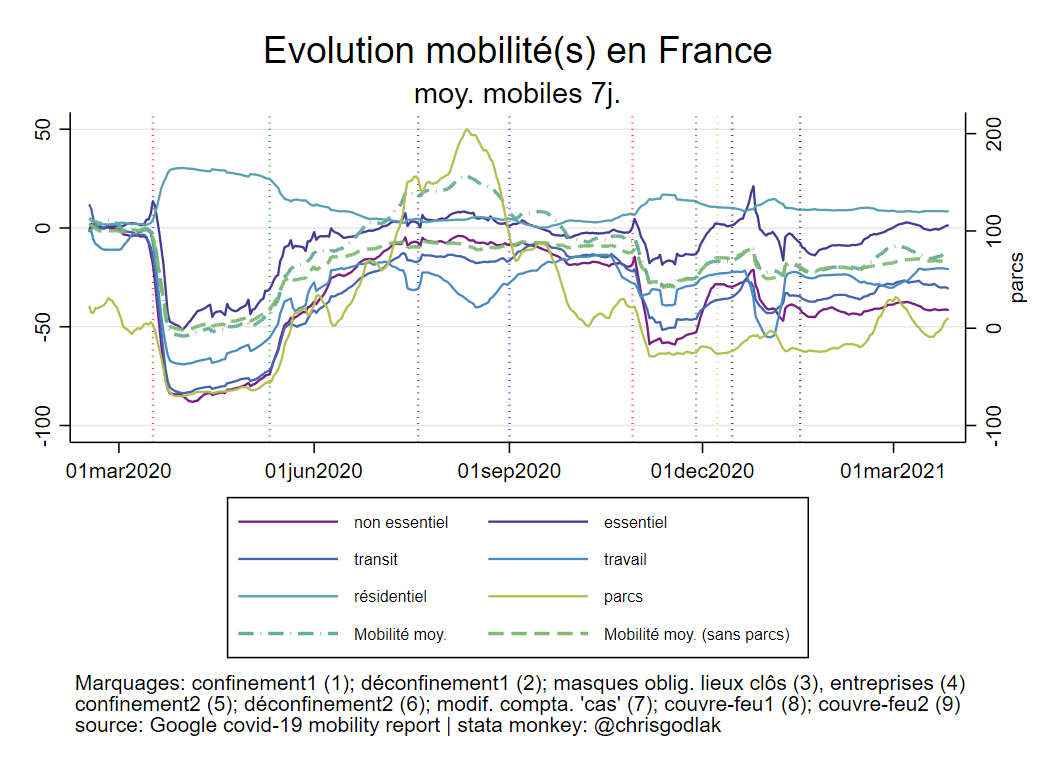 Evolution mobilité(s) en France
moy. mobiles 7j.
50
0
-50
-100
200
100
0
-100
parcs
01mar2020
01jun2020
01sep2020
01dec2020
01mar2021
non essentiel
essentiel
transit
travail
résidentiel
parcs
Mobilité moy.
Mobilité moy. (sans parcs)
Marquages: confinement1 (1); déconfinement1 (2); masques oblig. lieux clôs (3), entreprises (4)
confinement2 (5); déconfinement2 (6); modif. compta. 'cas' (7); couvre-feu1 (8); couvre-feu2 (9)
source: Google covid-19 mobility report | stata monkey: @chrisgodlak